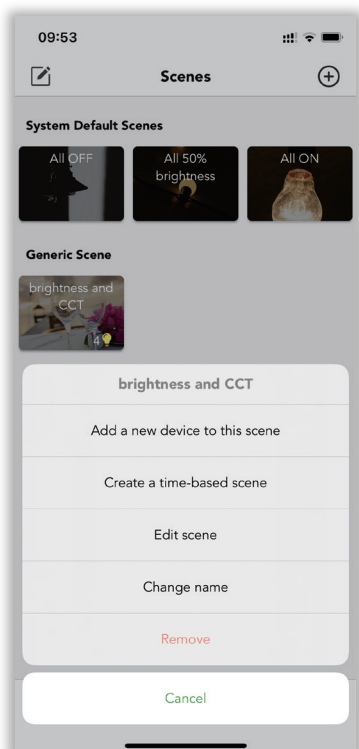 09:53
Scenes
System Default Scenes
All OFF
All 50%
brightness
All ON
Generic Scene
brightness and
CCT
4
brightness and CCT
Add a new device to this scene
Create a time-based scene
Edit scene
Change name
Remove
Cancel